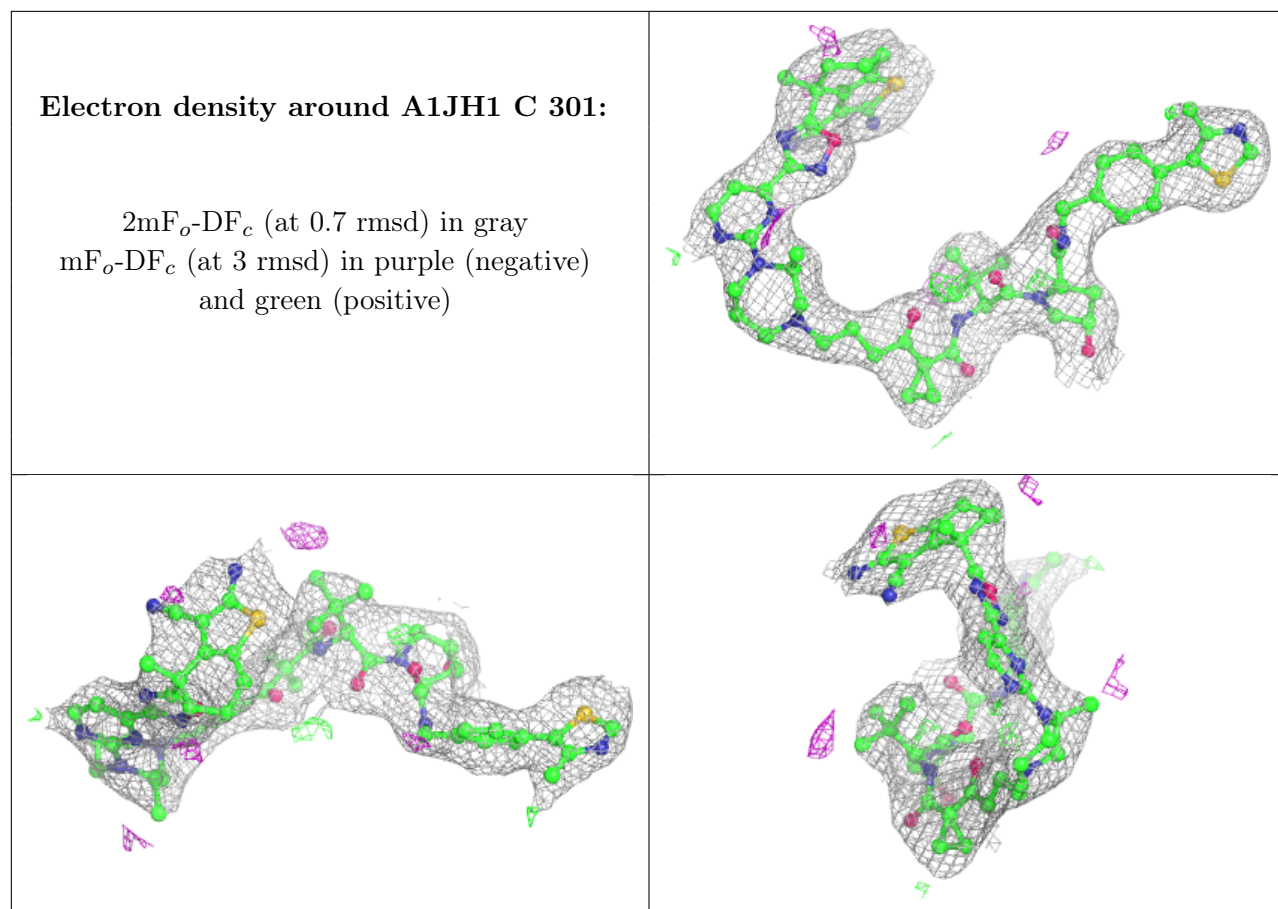 Electron density around A1JH1 C 301:
2mFo-DFc (at 0.7 rmsd) in gray
mFo-DFc (at 3 rmsd) in purple (negative)
and green (positive)